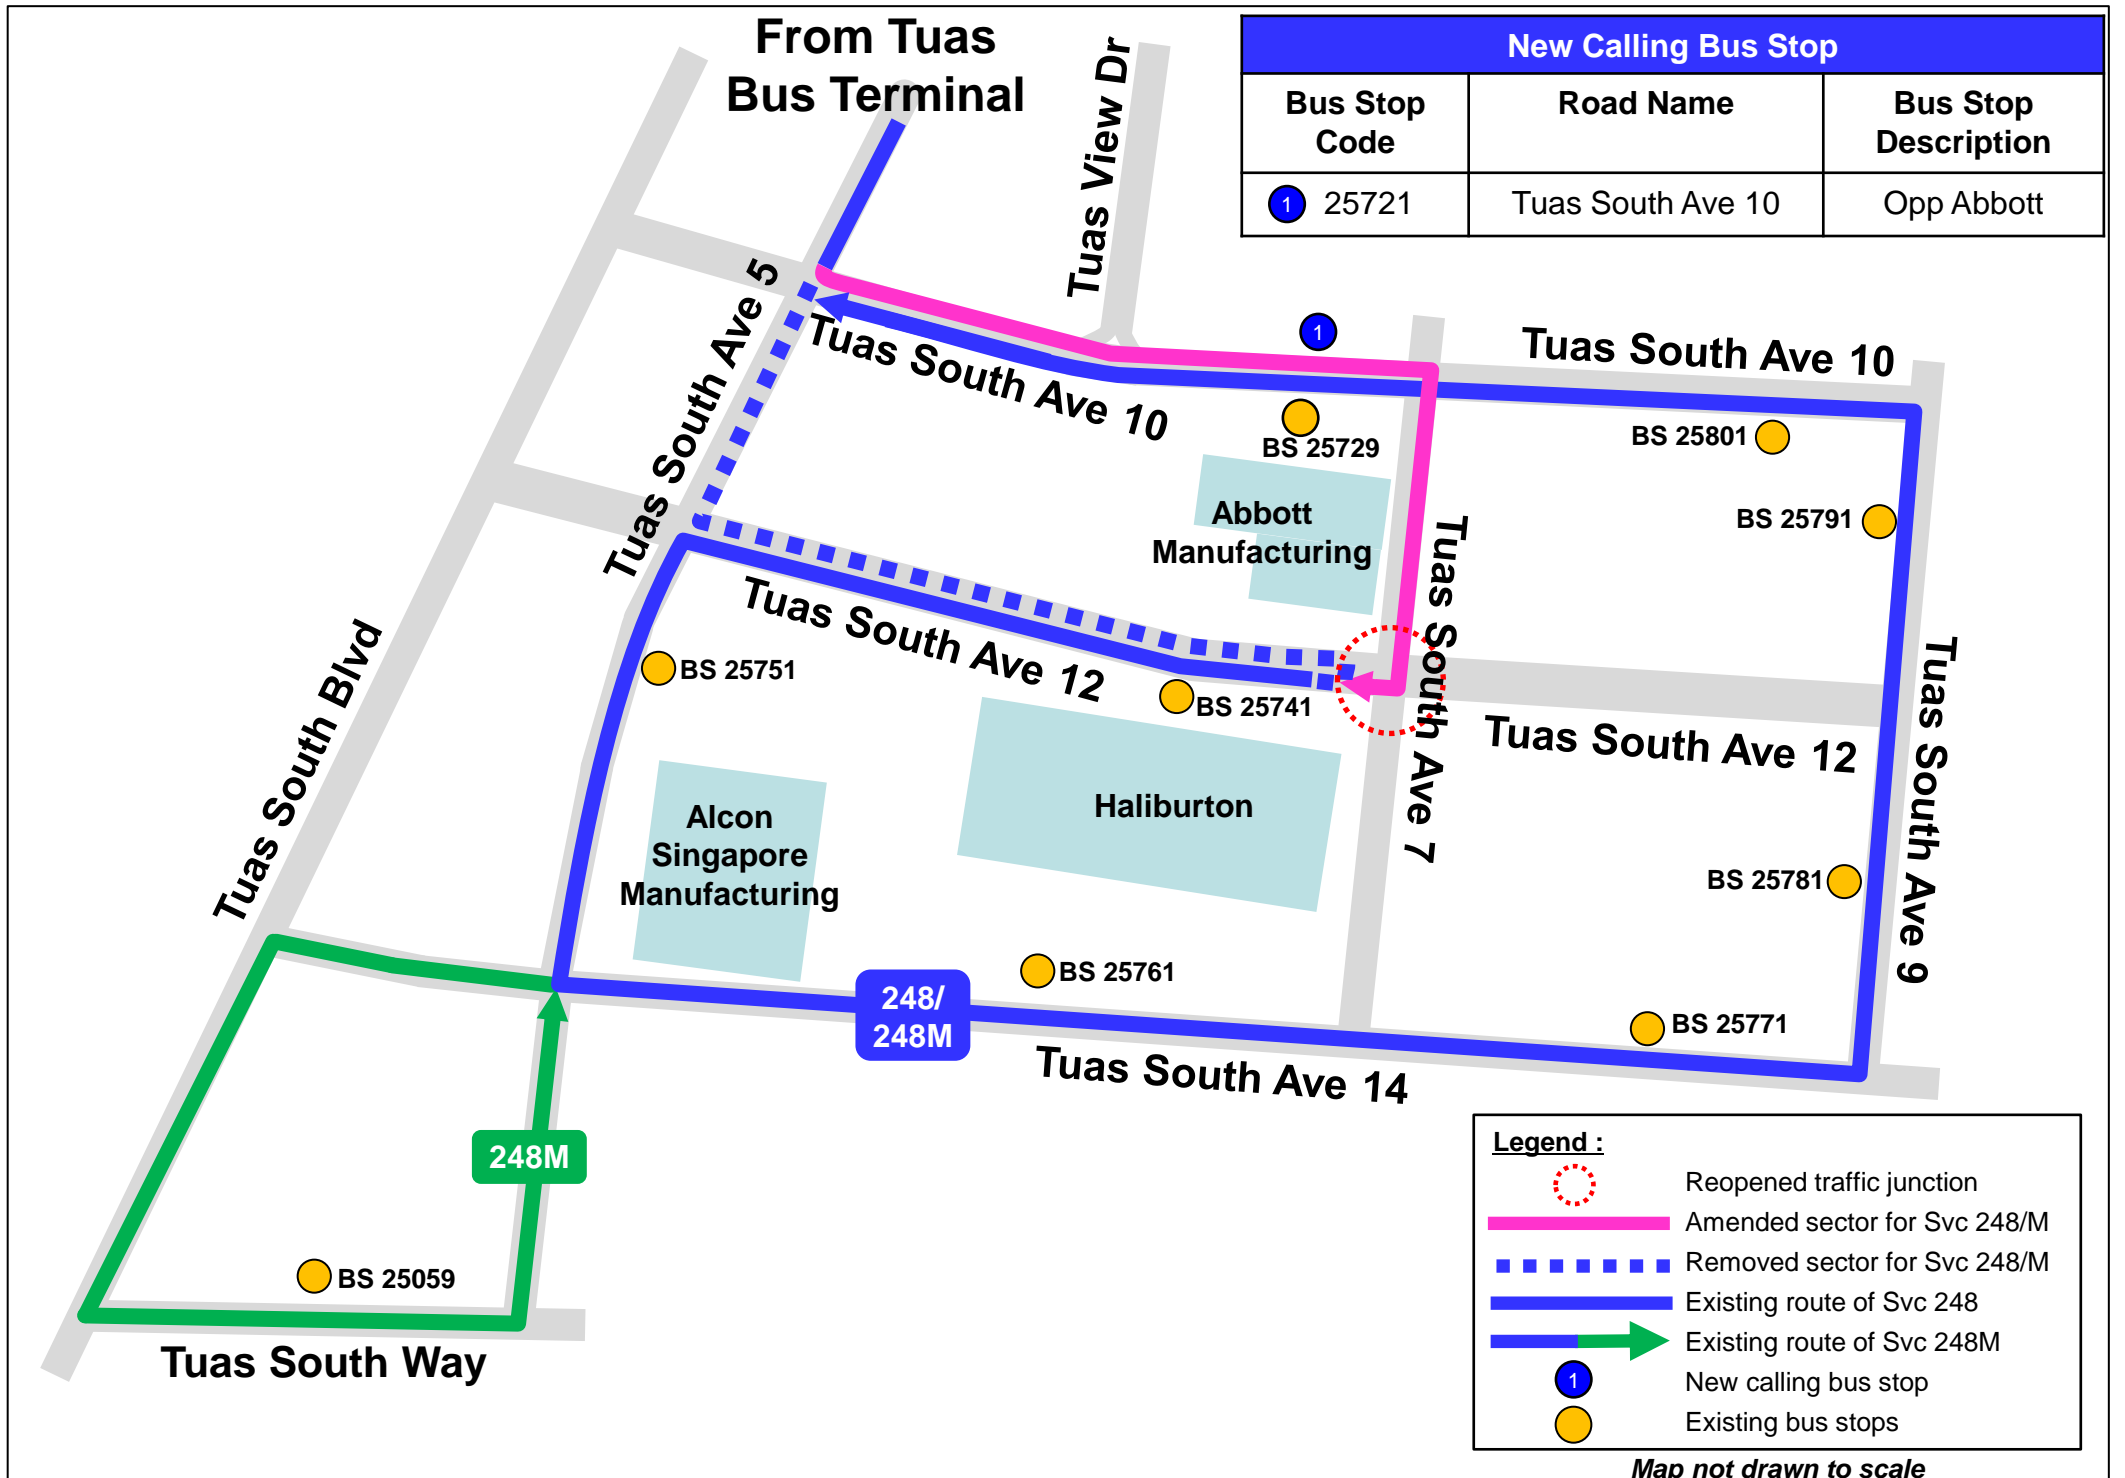 From Tuas
Bus Terminal
New Calling Bus Stop
Bus Stop
Code
Road Name
Bus Stop
Description
1 25721
Tuas South Ave 10
Opp Abbott
Tuas View Dr
Tuas South Ave 5
1
Tuas South Ave 10
Tuas South Ave 10
BS 25729
BS 25801
BS 25791
Abbott
Manufacturing
Tuas South Ave 7
Tuas South Ave 12
BS 25751
BS 25741
Tuas South Ave 12
Tuas South Ave 9
Tuas South Blvd
Haliburton
Alcon
Singapore
Manufacturing
BS 25781
BS 25761
248/
248M
BS 25771
Tuas South Ave 14
248M
BS 25059
Tuas South Way
Legend :
Reopened traffic junction
Amended sector for Svc 248/M
Removed sector for Svc 248/M
Existing route of Svc 248
Existing route of Svc 248M
1
New calling bus stop
Existing bus stops
Map not drawn to scale